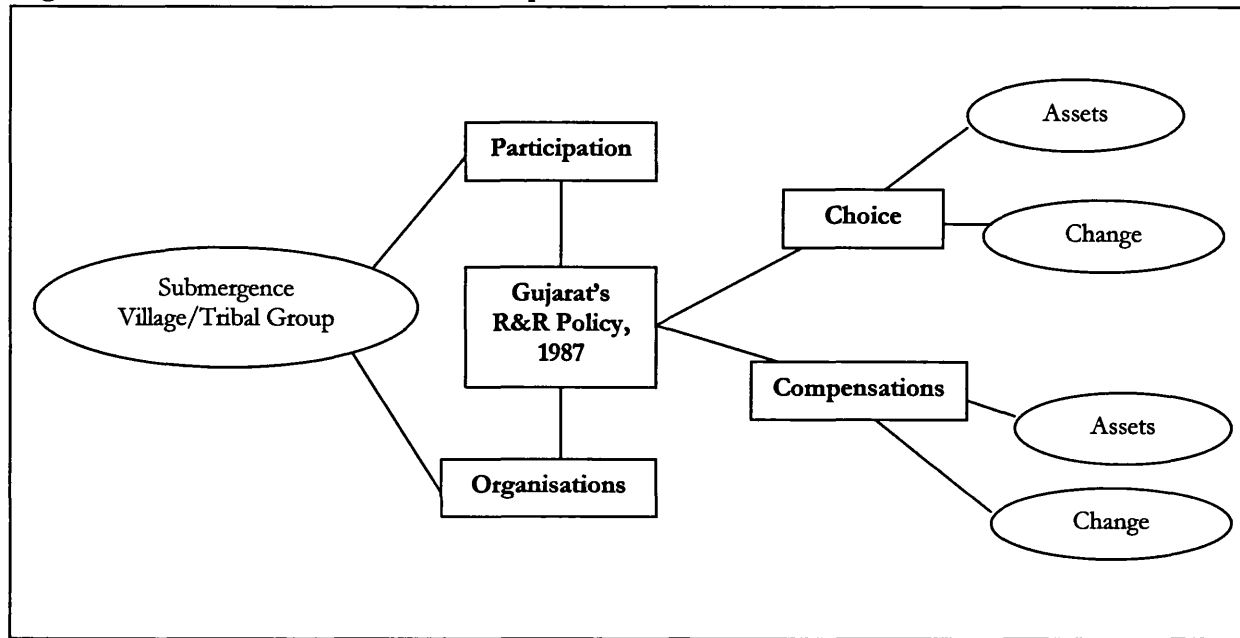 Participation
Submergence
Village/Tribal Group
Gujarat's
R&R Policy,
1987
Organisations
Choice
Assets
Change
Compensations
Assets
Change